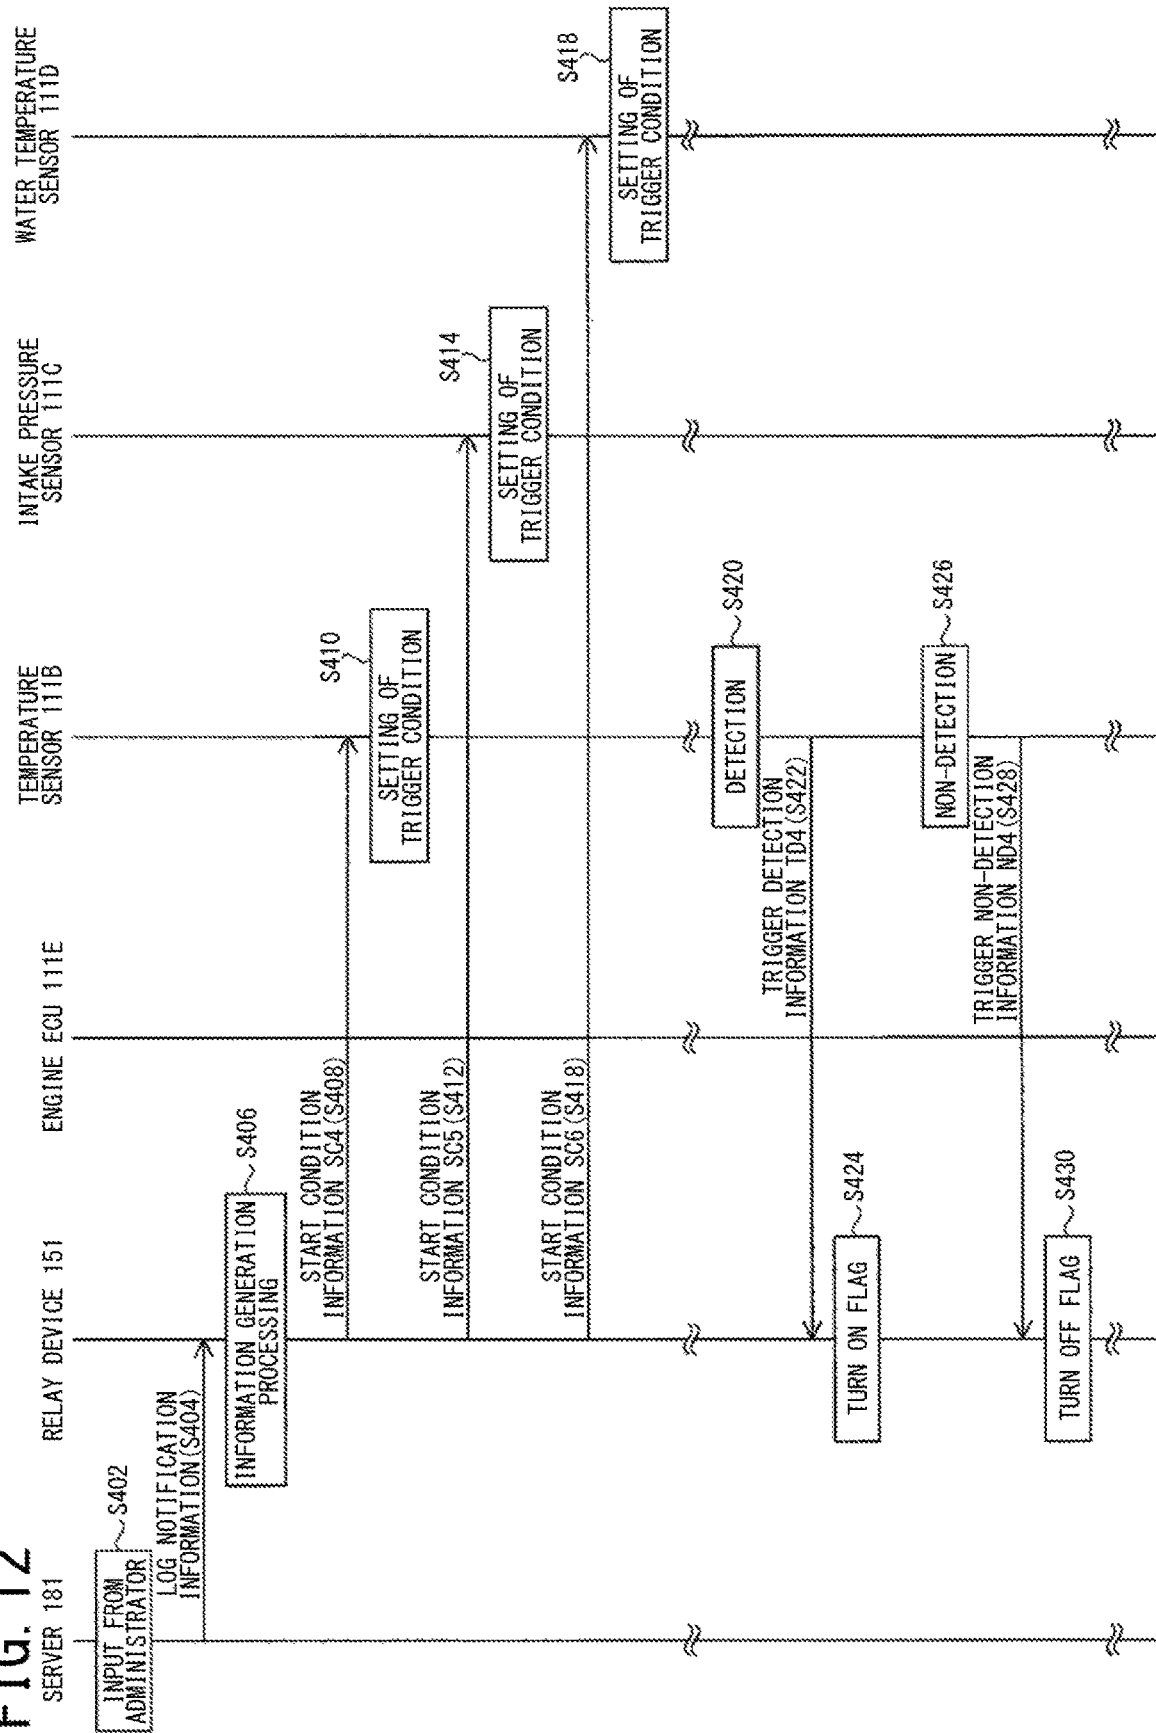 FIG. 12
SERVER 181
RELAY DEVICE 151
ENGINE ECU 111E
TEMPERATURE
SENSOR 111B
INTAKE PRESSURE
SENSOR 111C
WATER TEMPERATURE
SENSOR 111D
INPUT FROM
ADMINISTRATOR
S402
LOG NOTIFICATION
INFORMATION(S404)
INFORMATION GENERATION
PROCESSING
S406
START CONDITION
INFORMATION SC4(S408)
SETTING OF
TRIGGER CONDITION
S410
START CONDITION
INFORMATION SC5(S412)
SETTING OF
TRIGGER CONDITION
S414
START CONDITION
INFORMATION SC6(S418)
SETTING OF
TRIGGER CONDITION
S418
DETECTION
S420
TRIGGER DETECTION
INFORMATION TD4(S422)
TURN ON FLAG
S424
NON-DETECTION
S426
TRIGGER NON-DETECTION
INFORMATION ND4(S428)
TURN OFF FLAG
S430